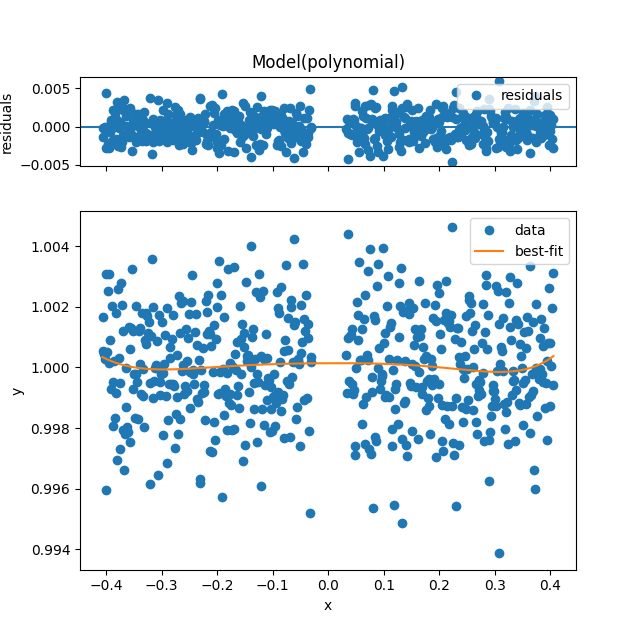 Model(polynomial)
0.005
0.000
−0.005
residuals
residuals
1.004
1.002
1.000
0.998
0.996
0.994
y
data
best-fit
−0.4
−0.3
−0.2
−0.1
0.0
0.1
0.2
0.3
0.4
x